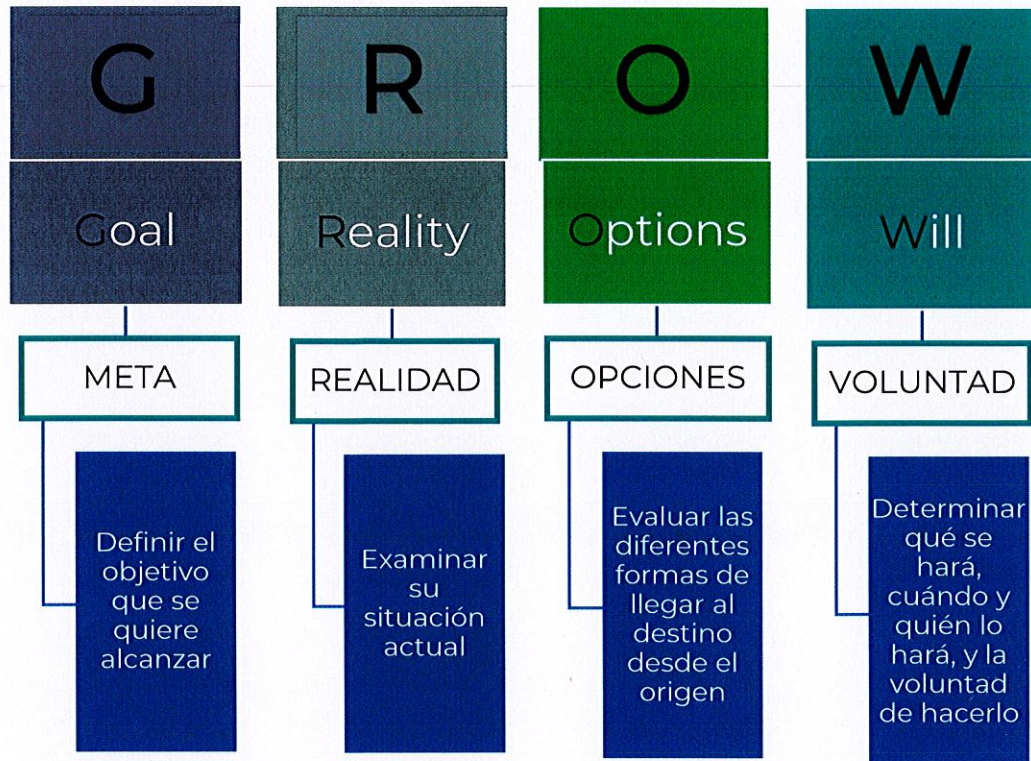 G
Goal
META
Definir el
objetivo
que se
quiere
alcanzar
R
Reality
REALIDAD
Examinar
su
situación
actual
O
Options
OPCIONES
Evaluar las
diferentes
formas de
llegar al
destino
desde el
origen
W
Will
VOLUNTAD
Determinar
qué se
hará,
cuándo y
quién lo
hará, y la
voluntad
de hacerlo